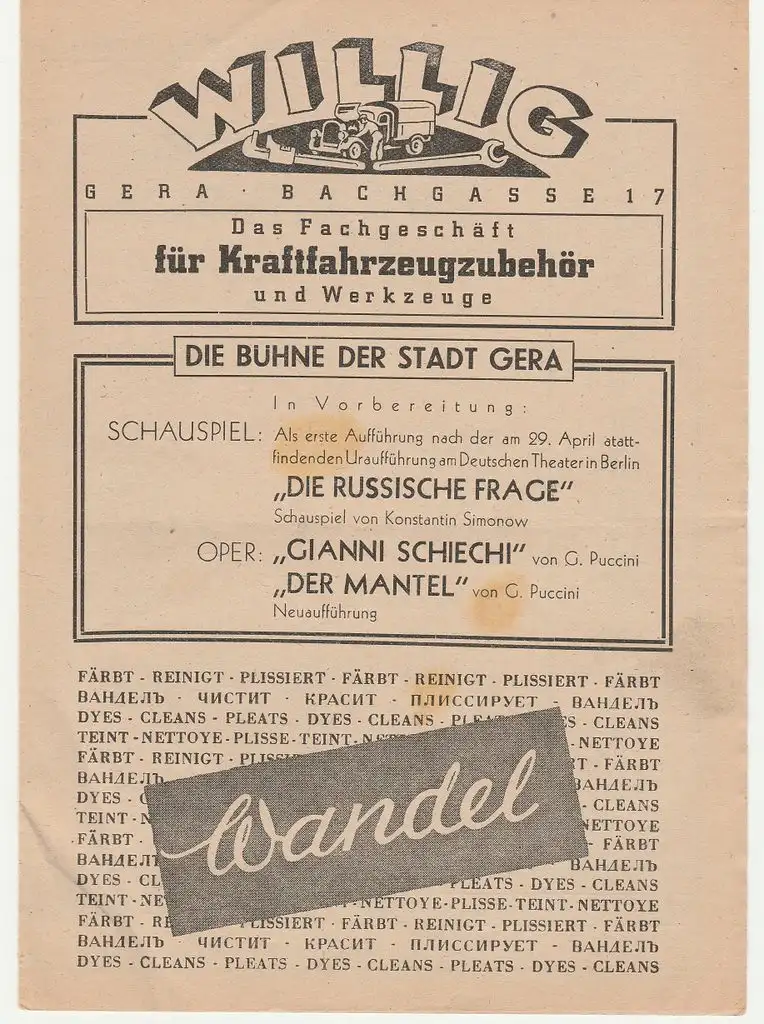 WILLIG
GERA · BACHGASSE 17
Das Fachgeschäft
für Kraftfahrzeugzubehör
und Werkzeuge
DIE BÜHNE DER STADT GERA
In Vorbereitung:
SCHAUSPIEL: Als erste Aufführung nach der am 29. April atatt-
findenden Uraufführung am Deutschen Theater in Berlin
„DIE RUSSISCHE FRAGE"
Schauspiel von Konstantin Simonow
OPER: „GIANNI SCHIECHI" von G. Puccini
„DER MANTEL" von G. Puccini
Neuaufführung
FÄRBT - REINIGT - PLISSIERT - FÄRBT - REINIGT - PLISSIERT - FÄRBT
ВАНДЕЛЪ - ЧИСТИТ - КРАСИТ - ПЛИССИРУЕТ - ВАНДЕЛЪ
DYES - CLEANS - PLEATS - DYES - CLEANS - PLEATS - DYES - CLEANS
TEINT - NETTOYE - PLISSE - TEINT - NETTOYE
FÄRBT - REINIGT - FÄRBT
ВАНДЕЛЪ ВАНДЕЛЪ
DYES - CLEANS
TEINT - NETTOYE
FÄRBT - - FÄRBT
ВАНДЕЛЪ ВАНДЕЛЪ
DYES - PLEATS - DYES - CLEANS
TEINT - NETTOYE - PLISSE - TEINT - NETTOYE
Wandel
FÄRBT - PLISSIERT - FÄRBT - REINIGT - PLISSIERT - FÄRBT
ВАНДЕЛЪ - ЧИСТИТ - КРАСИТ - ПЛИССИРУЕТ - ВАНДЕЛЪ
DYES - CLEANS - PLEATS - DYES - CLEANS - PLEATS - DYES - CLEANS